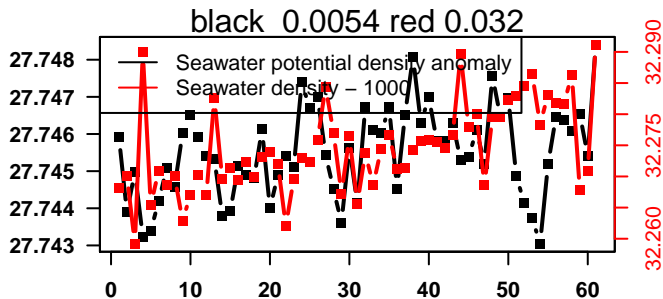 black 0.0054 red 0.032
Seawater potential density anomaly
Seawater density – 1000
27.748
27.747
27.746
27.745
27.744
27.743
32.290
32.275
32.260
0 10 20 30 40 50 60